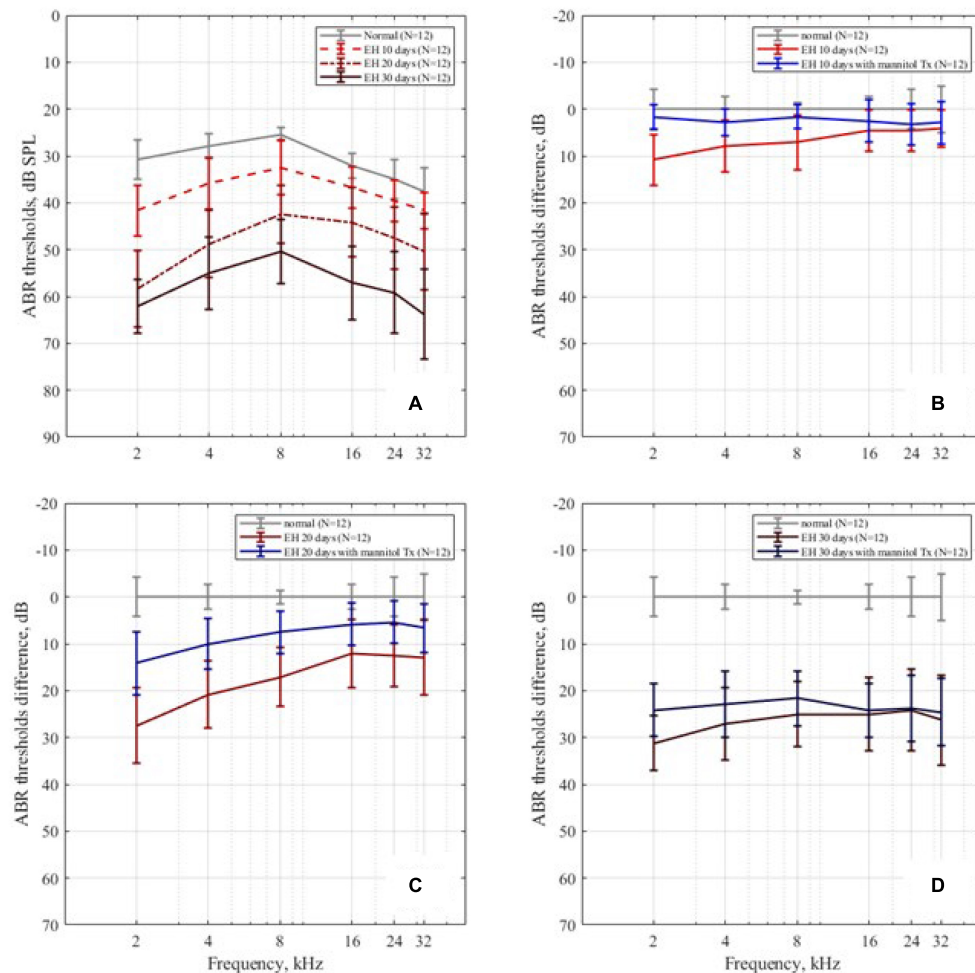 0
10
20
30
40
50
60
70
80
90
ABR thresholds, dB SPL
Normal (N=12)
EH 10 days (N=12)
EH 20 days (N=12)
EH 30 days (N=12)
A
2 4 8 16 24 32
-20
-10
0
10
20
30
40
50
60
70
ABR thresholds difference, dB
normal (N=12)
EH 10 days (N=12)
EH 10 days with mannitol Tx (N=12)
B
2 4 8 16 24 32
-20
-10
0
10
20
30
40
50
60
70
ABR thresholds difference, dB
normal (N=12)
EH 20 days (N=12)
EH 20 days with mannitol Tx (N=12)
C
2 4 8 16 24 32
Frequency, kHz
-20
-10
0
10
20
30
40
50
60
70
ABR thresholds difference, dB
normal (N=12)
EH 30 days (N=12)
EH 30 days with mannitol Tx (N=12)
D
2 4 8 16 24 32
Frequency, kHz